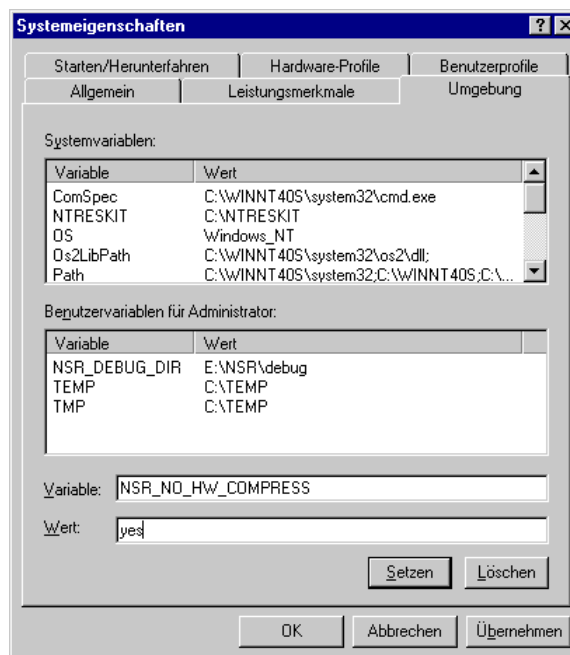 Systemeigenschaften
Starten/Herunterfahren Hardware-Profile Benutzerprofile
Allgemein Leistungsmerkmale Umgebung
Systemvariablen:
Variable Wert
ComSpec C:\WINNT40S\system32\cmd.exe
NTRESKIT C:\NTRESKIT
OS Windows_NT
Os2LibPath C:\WINNT40S\system32\os2\dll;
Path C:\WINNT40S\system32;C:\WINNT40S;C:\...
Benutzervariablen für Administrator:
Variable Wert
NSR_DEBUG_DIR E:\NSR\debug
TEMP C:\TEMP
TMP C:\TEMP
Variable: NSR_NO_HW_COMPRESS
Wert: yes
Setzen Löschen
OK Abbrechen Übernehmen